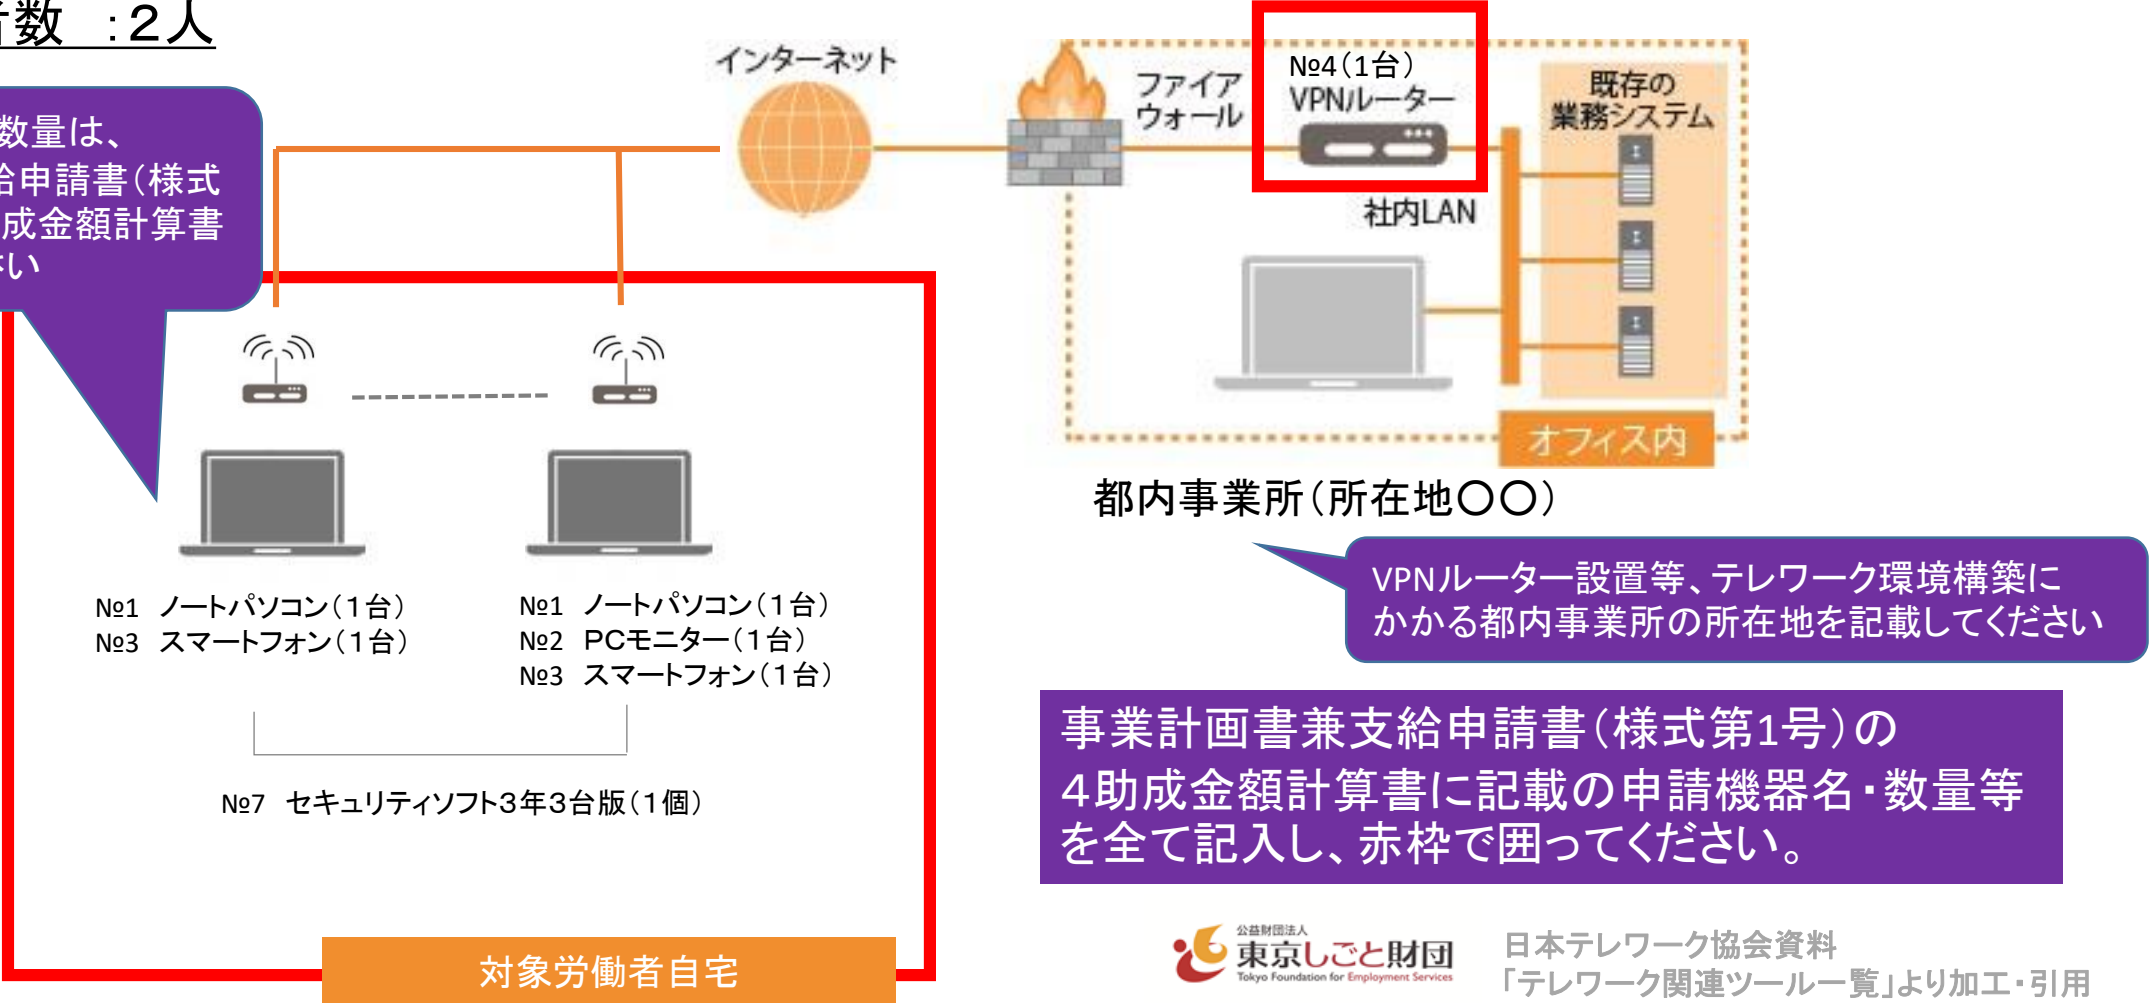 者数　：２人
数量は、
給申請書（様式
成金額計算書
さい
インターネット
ファイア
ウォール
№4（1台）
VPNルーター
既存の
業務システム
社内LAN
オフィス内
都内事業所（所在地〇〇）
VPNルーター設置等、テレワーク環境構築に
かかる都内事業所の所在地を記載してください
№1　ノートパソコン（１台）
№3　スマートフォン（１台）
№1　ノートパソコン（１台）
№2　ＰＣモニター（１台）
№3　スマートフォン（１台）
№7　セキュリティソフト３年３台版（１個）
対象労働者自宅
事業計画書兼支給申請書（様式第1号）の
４助成金額計算書に記載の申請機器名・数量等
を全て記入し、赤枠で囲ってください。
公益財団法人
東京しごと財団
Tokyo Foundation for Employment Services
日本テレワーク協会資料
「テレワーク関連ツール一覧」より加工・引用